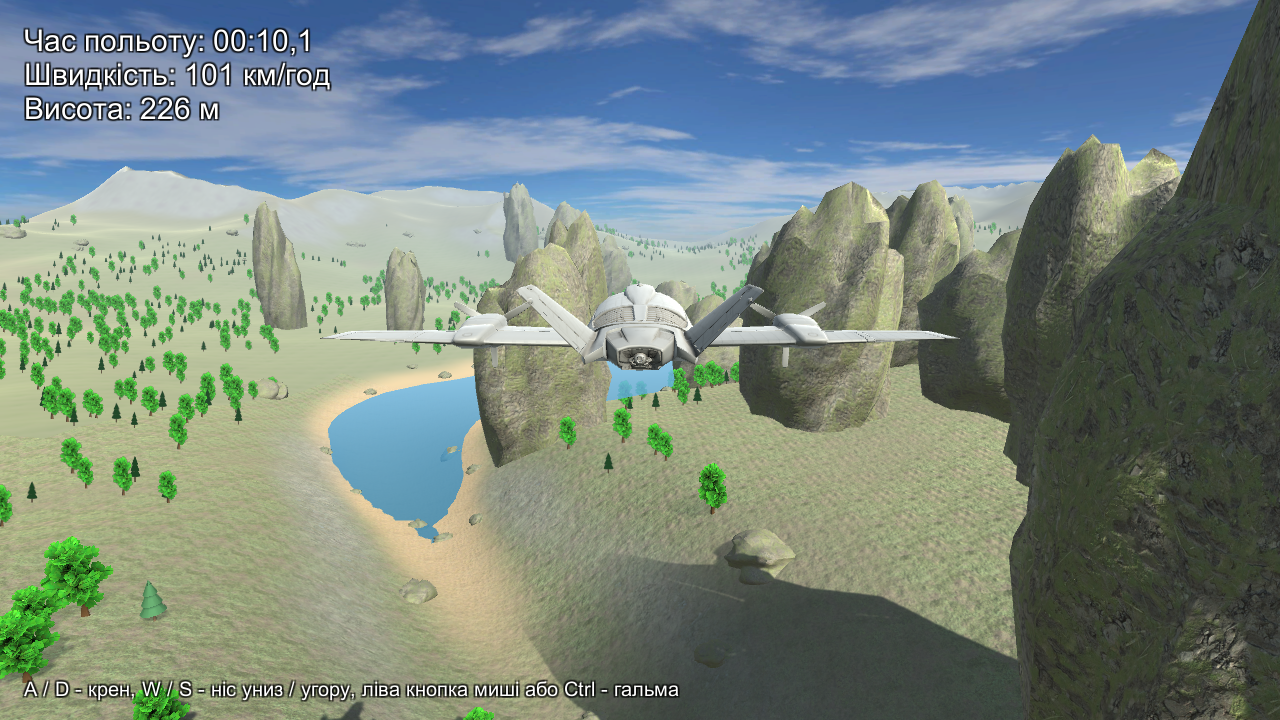 Час польоту: 00:10,1
Швидкість: 101 км/год
Висота: 226 м
A / D - крен, W / S - ніс униз / угору, ліва кнопка миші або Ctrl - гальма